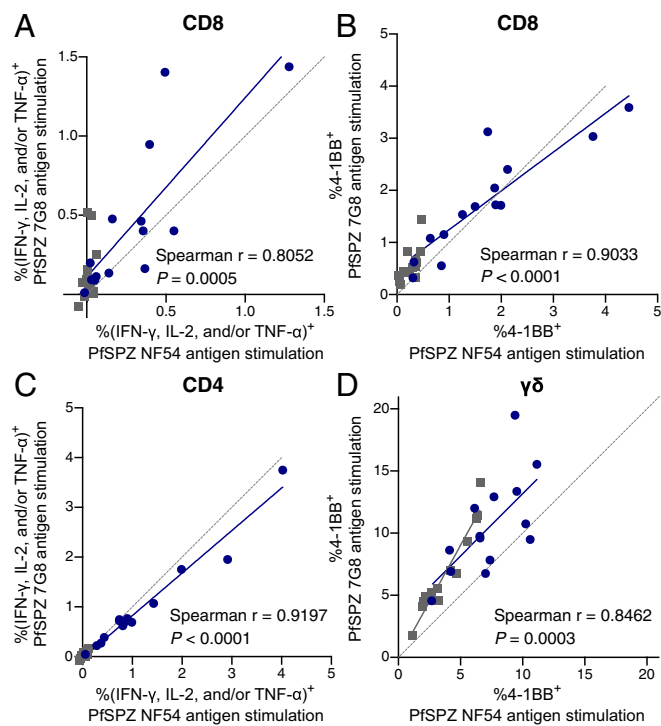 A
CD8
%(IFN-γ, IL-2, and/or TNF-α)+
PfSPZ 7G8 antigen stimulation
1.5
1.0
0.5
0.5
1.0
1.5
Spearman r = 0.8052
P = 0.0005
%(IFN-γ, IL-2, and/or TNF-α)+
PfSPZ NF54 antigen stimulation
B
CD8
%4-1BB+
PfSPZ 7G8 antigen stimulation
5
4
3
2
1
0
0
1
2
3
4
5
Spearman r = 0.9033
P < 0.0001
%4-1BB+
PfSPZ NF54 antigen stimulation
C
CD4
%(IFN-γ, IL-2, and/or TNF-α)+
PfSPZ 7G8 antigen stimulation
5
4
3
2
1
0
0
1
2
3
4
5
Spearman r = 0.9197
P < 0.0001
%(IFN-γ, IL-2, and/or TNF-α)+
PfSPZ NF54 antigen stimulation
D
γδ
%4-1BB+
PfSPZ 7G8 antigen stimulation
20
15
10
5
0
0
5
10
15
20
Spearman r = 0.8462
P = 0.0003
%4-1BB+
PfSPZ NF54 antigen stimulation